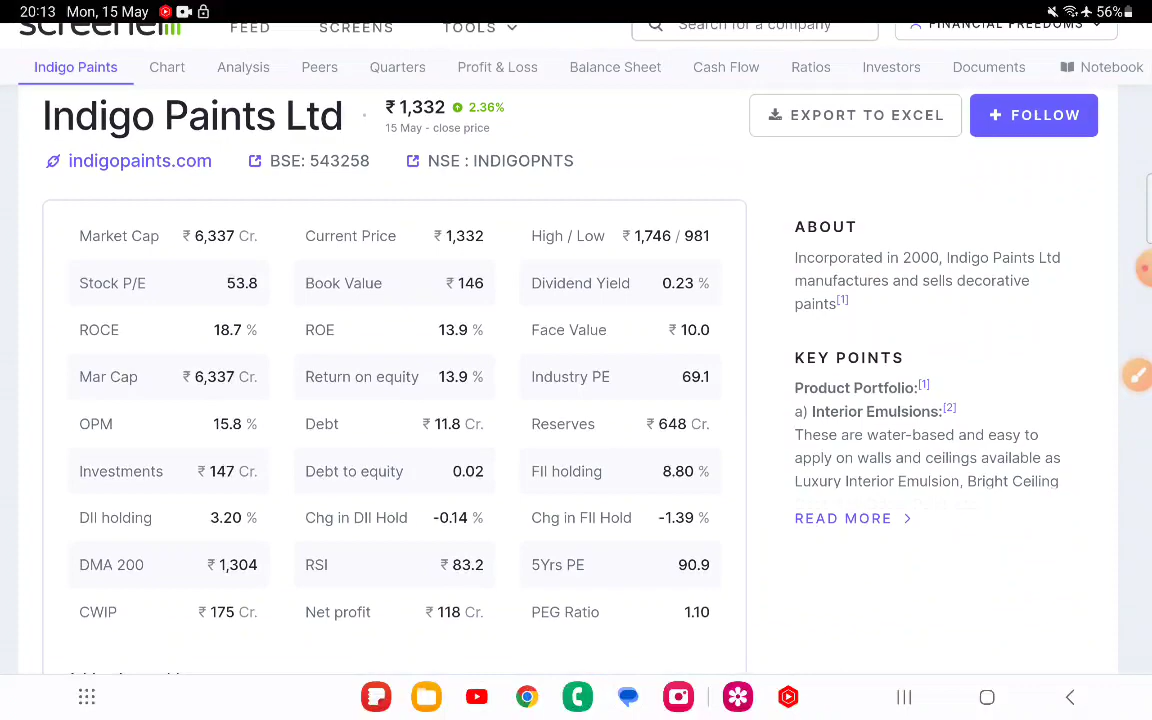 20:13 Mon, 15 May 56%
screener
FEED SCREENS TOOLS Search for a company FINANCIAL FREEDOMS
Indigo Paints Chart Analysis Peers Quarters Profit & Loss Balance Sheet Cash Flow Ratios Investors Documents Notebook
Indigo Paints Ltd
₹ 1,332 2.36%
15 May - close price
EXPORT TO EXCEL
+ FOLLOW
indigopaints.com BSE: 543258 NSE : INDIGOPNTS
Market Cap ₹ 6,337 Cr. Current Price ₹ 1,332 High / Low ₹ 1,746 / 981
Stock P/E 53.8 Book Value ₹ 146 Dividend Yield 0.23 %
ROCE 18.7 % ROE 13.9 % Face Value ₹ 10.0
Mar Cap ₹ 6,337 Cr. Return on equity 13.9 % Industry PE 69.1
OPM 15.8 % Debt ₹ 11.8 Cr. Reserves ₹ 648 Cr.
Investments ₹ 147 Cr. Debt to equity 0.02 FII holding 8.80 %
DII holding 3.20 % Chg in DII Hold -0.14 % Chg in FII Hold -1.39 %
DMA 200 ₹ 1,304 RSI ₹ 83.2 5Yrs PE 90.9
CWIP ₹ 175 Cr. Net profit ₹ 118 Cr. PEG Ratio 1.10
ABOUT
Incorporated in 2000, Indigo Paints Ltd
manufactures and sells decorative
paints[1]
KEY POINTS
Product Portfolio:[1]
a) Interior Emulsions:[2]
These are water-based and easy to
apply on walls and ceilings available as
Luxury Interior Emulsion, Bright Ceiling
READ MORE